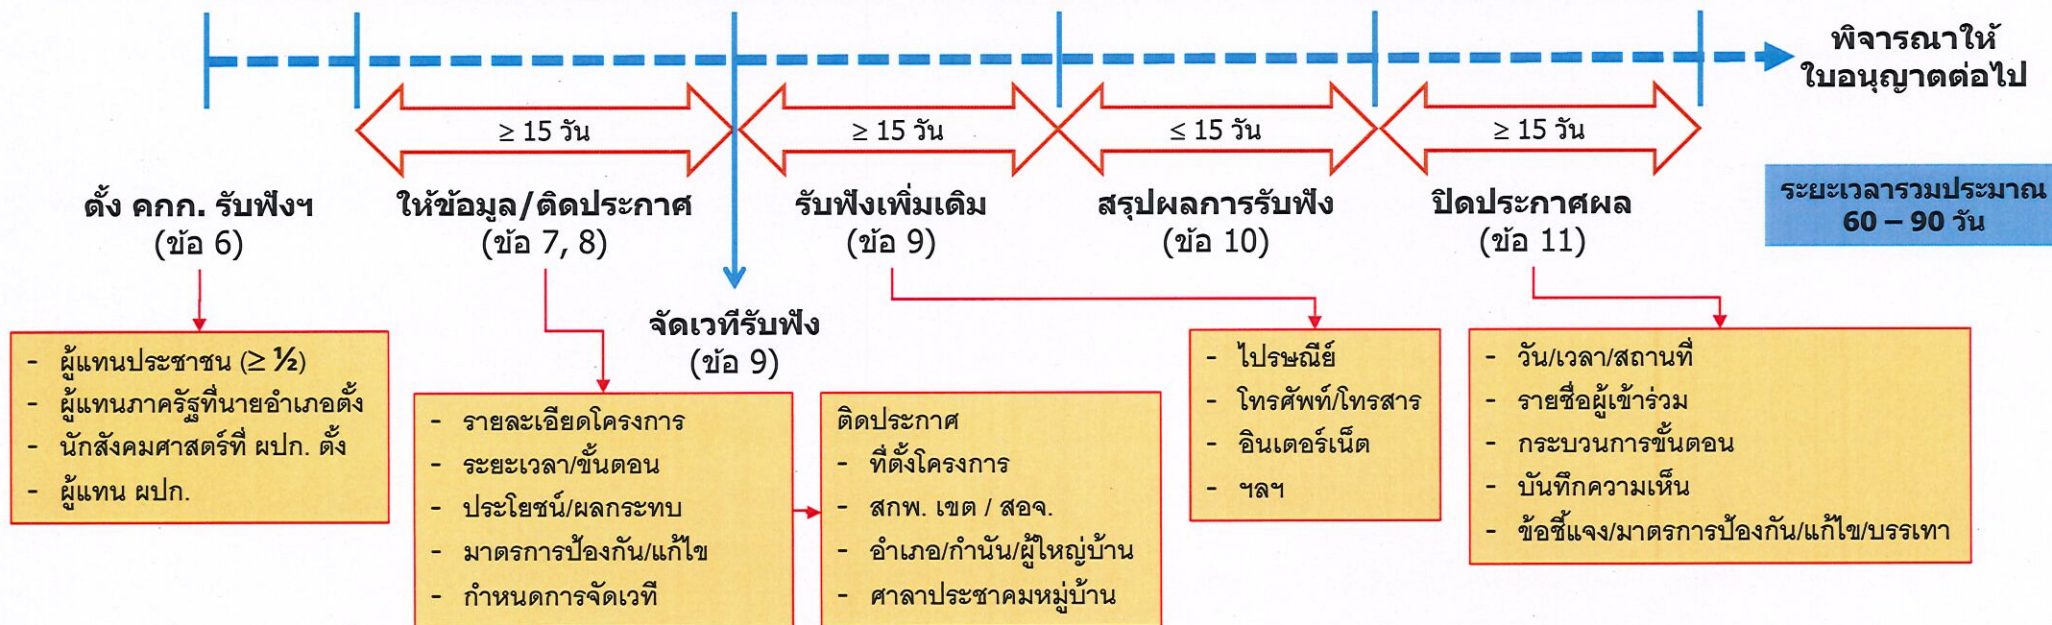 พิจารณาให้
ใบอนุญาตต่อไป
≥ 15 วัน
≥ 15 วัน
≤ 15 วัน
≥ 15 วัน
ระยะเวลารวมประมาณ
60 – 90 วัน
ตั้ง คกก. รับฟังฯ
(ข้อ 6)
ให้ข้อมูล/ติดประกาศ
(ข้อ 7, 8)
รับฟังเพิ่มเติม
(ข้อ 9)
สรุปผลการรับฟัง
(ข้อ 10)
ปิดประกาศผล
(ข้อ 11)
จัดเวทีรับฟัง
(ข้อ 9)
- ผู้แทนประชาชน (≥ ½)
- ผู้แทนภาครัฐที่นายอำเภอตั้ง
- นักสังคมศาสตร์ที่ ผปก. ตั้ง
- ผู้แทน ผปก.
- รายละเอียดโครงการ
- ระยะเวลา/ขั้นตอน
- ประโยชน์/ผลกระทบ
- มาตรการป้องกัน/แก้ไข
- กำหนดการจัดเวที
ติดประกาศ
- ที่ตั้งโครงการ
- สกพ. เขต / สอจ.
- อำเภอ/กำนัน/ผู้ใหญ่บ้าน
- ศาลาประชาคมหมู่บ้าน
- ไปรษณีย์
- โทรศัพท์/โทรสาร
- อินเตอร์เน็ต
- ฯลฯ
- วัน/เวลา/สถานที่
- รายชื่อผู้เข้าร่วม
- กระบวนการขั้นตอน
- บันทึกความเห็น
- ข้อชี้แจง/มาตรการป้องกัน/แก้ไข/บรรเทา